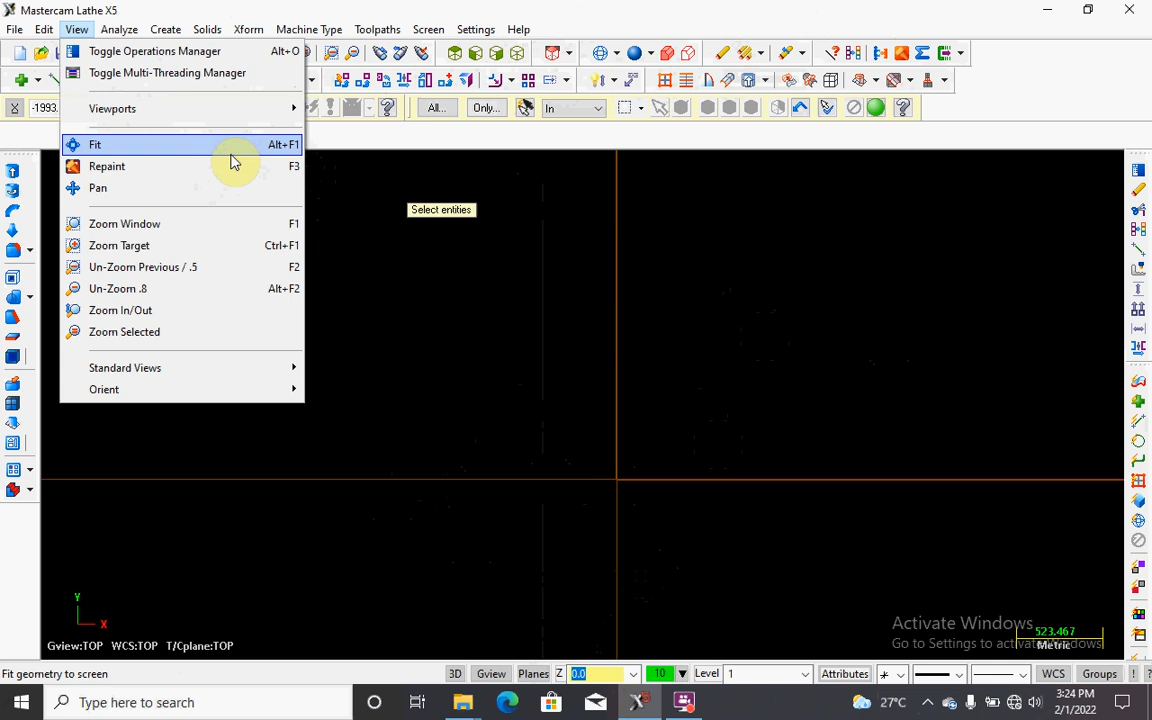 Mastercam Lathe X5
File Edit View Analyze Create Solids Xform Machine Type Toolpaths Screen Settings Help
Toggle Operations Manager Alt+O
Toggle Multi-Threading Manager
Viewports
Fit Alt+F1
Repaint F3
Pan
Zoom Window F1
Zoom Target Ctrl+F1
Un-Zoom Previous / .5 F2
Un-Zoom .8 Alt+F2
Zoom In/Out
Zoom Selected
Standard Views
Orient
-1993.
All... Only... In
Select entities
Y
X
Gview:TOP WCS:TOP T/Cplane:TOP
Activate Windows
Go to Settings to activate Windows.
523.467
Metric
Fit geometry to screen
3D Gview Planes Z 0.0 10 Level 1 Attributes WCS Groups ! ?
Type here to search
27°C
3:24 PM
2/1/2022